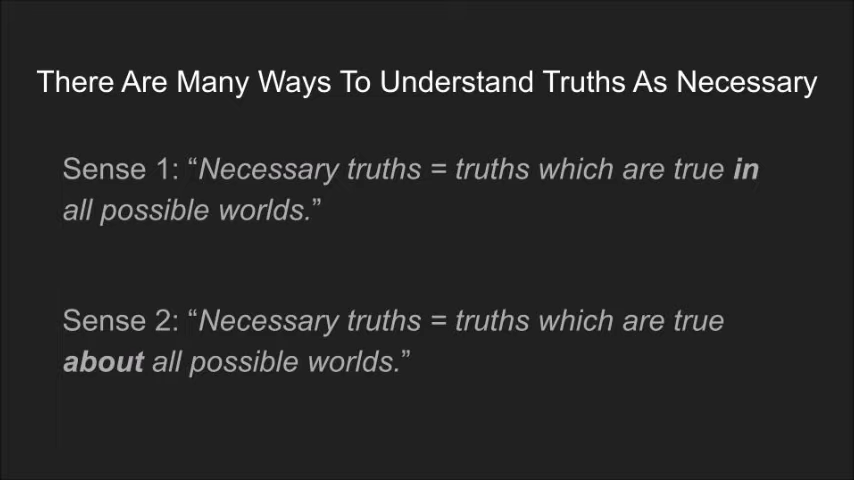 There Are Many Ways To Understand Truths As Necessary
Sense 1: “Necessary truths = truths which are true in
all possible worlds.”
Sense 2: “Necessary truths = truths which are true
about all possible worlds.”